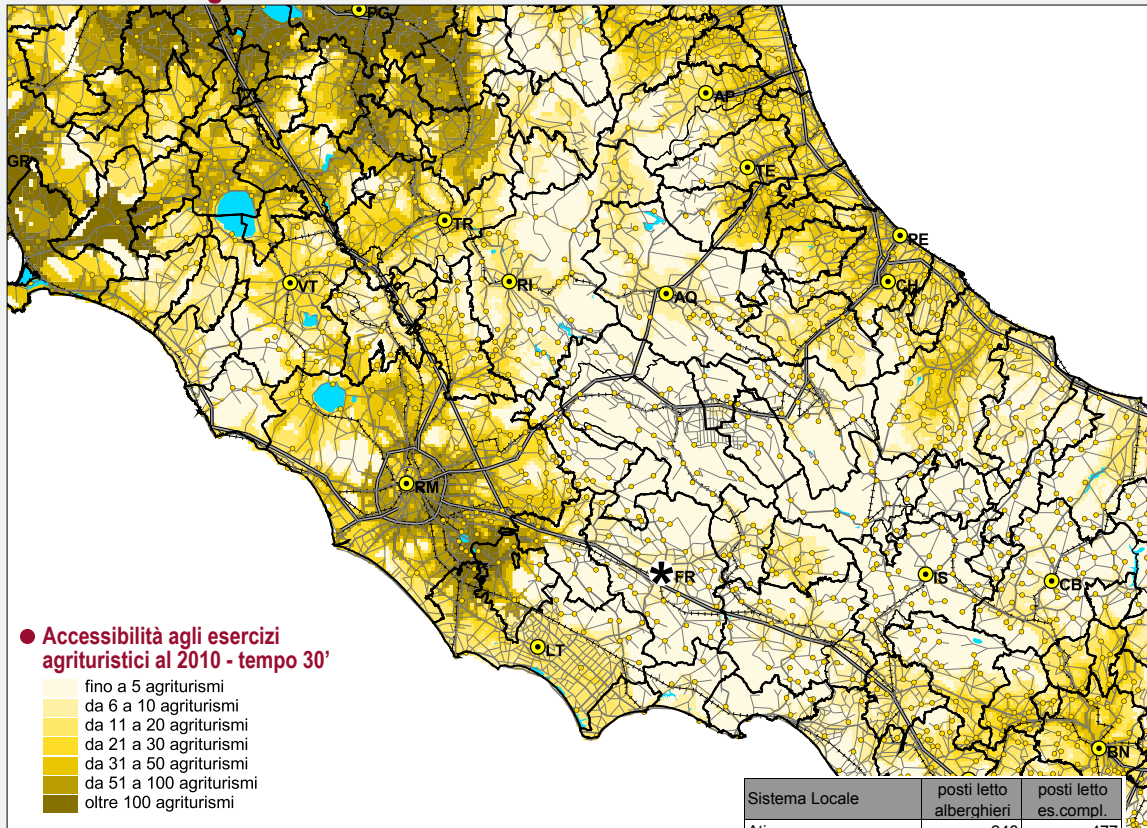 PG
AP
GR
TE
TR
PE
VT
RI
AQ
CH
RM
FR
IS
CB
LT
BN
● Accessibilità agli esercizi
agrituristici al 2010 - tempo 30'
fino a 5 agriturismi
da 6 a 10 agriturismi
da 11 a 20 agriturismi
da 21 a 30 agriturismi
da 31 a 50 agriturismi
da 51 a 100 agriturismi
oltre 100 agriturismi
Sistema Locale posti letto alberghieri posti letto es.compl.